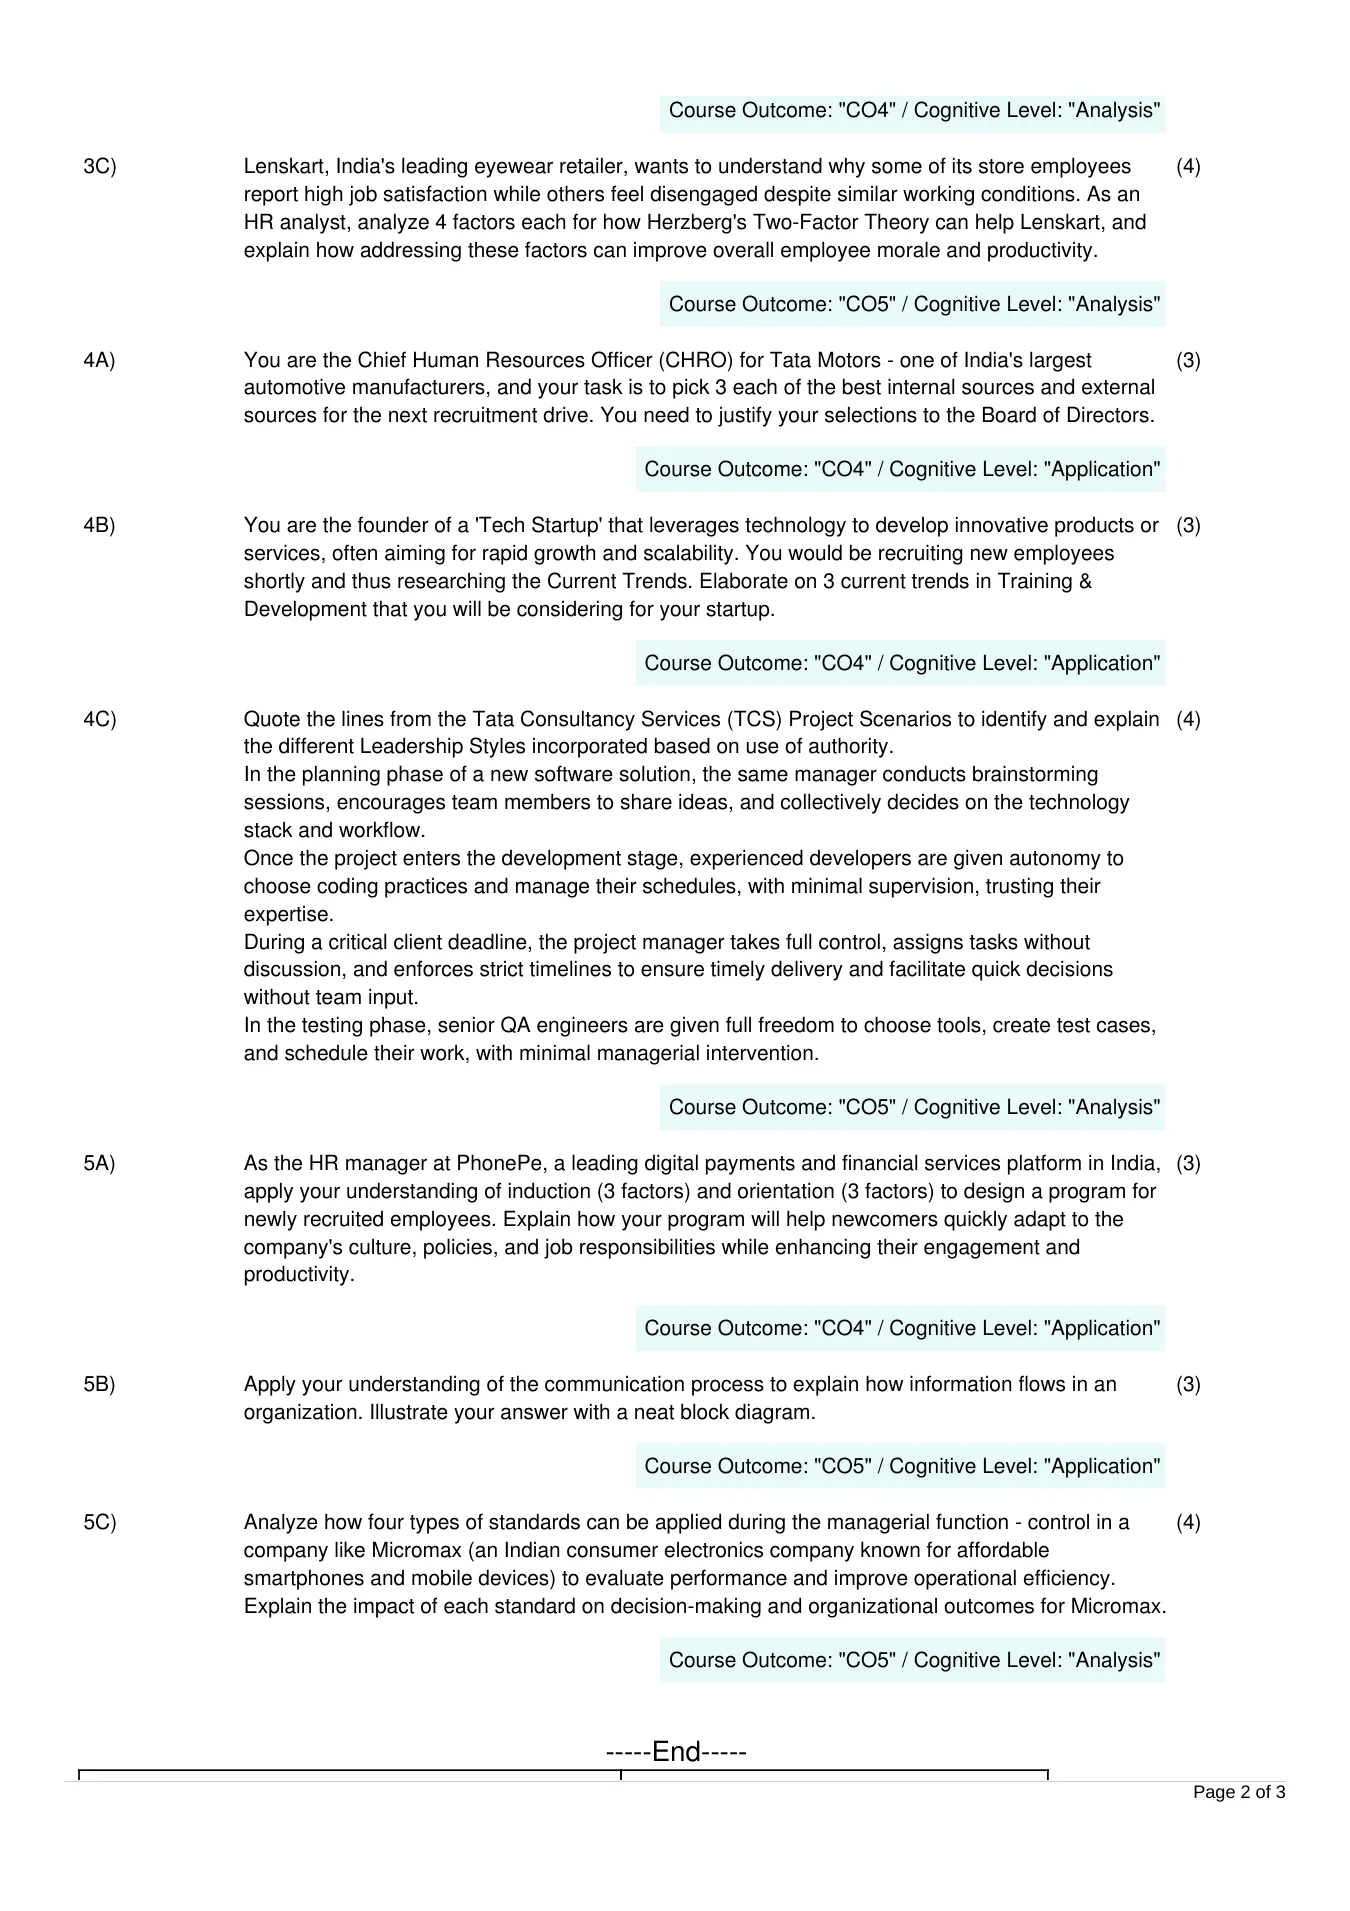 Course Outcome: "CO4" / Cognitive Level: "Analysis"
3C) Lenskart, India's leading eyewear retailer, wants to understand why some of its store employees (4)
report high job satisfaction while others feel disengaged despite similar working conditions. As an
HR analyst, analyze 4 factors each for how Herzberg's Two-Factor Theory can help Lenskart, and
explain how addressing these factors can improve overall employee morale and productivity.
Course Outcome: "CO5" / Cognitive Level: "Analysis"
4A) You are the Chief Human Resources Officer (CHRO) for Tata Motors - one of India's largest (3)
automotive manufacturers, and your task is to pick 3 each of the best internal sources and external
sources for the next recruitment drive. You need to justify your selections to the Board of Directors.
Course Outcome: "CO4" / Cognitive Level: "Application"
4B) You are the founder of a 'Tech Startup' that leverages technology to develop innovative products or (3)
services, often aiming for rapid growth and scalability. You would be recruiting new employees
shortly and thus researching the Current Trends. Elaborate on 3 current trends in Training &
Development that you will be considering for your startup.
Course Outcome: "CO4" / Cognitive Level: "Application"
4C) Quote the lines from the Tata Consultancy Services (TCS) Project Scenarios to identify and explain (4)
the different Leadership Styles incorporated based on use of authority.
In the planning phase of a new software solution, the same manager conducts brainstorming
sessions, encourages team members to share ideas, and collectively decides on the technology
stack and workflow.
Once the project enters the development stage, experienced developers are given autonomy to
choose coding practices and manage their schedules, with minimal supervision, trusting their
expertise.
During a critical client deadline, the project manager takes full control, assigns tasks without
discussion, and enforces strict timelines to ensure timely delivery and facilitate quick decisions
without team input.
In the testing phase, senior QA engineers are given full freedom to choose tools, create test cases,
and schedule their work, with minimal managerial intervention.
Course Outcome: "CO5" / Cognitive Level: "Analysis"
5A) As the HR manager at PhonePe, a leading digital payments and financial services platform in India, (3)
apply your understanding of induction (3 factors) and orientation (3 factors) to design a program for
newly recruited employees. Explain how your program will help newcomers quickly adapt to the
company's culture, policies, and job responsibilities while enhancing their engagement and
productivity.
Course Outcome: "CO4" / Cognitive Level: "Application"
5B) Apply your understanding of the communication process to explain how information flows in an (3)
organization. Illustrate your answer with a neat block diagram.
Course Outcome: "CO5" / Cognitive Level: "Application"
5C) Analyze how four types of standards can be applied during the managerial function - control in a (4)
company like Micromax (an Indian consumer electronics company known for affordable
smartphones and mobile devices) to evaluate performance and improve operational efficiency.
Explain the impact of each standard on decision-making and organizational outcomes for Micromax.
Course Outcome: "CO5" / Cognitive Level: "Analysis"
-----End-----
Page 2 of 3